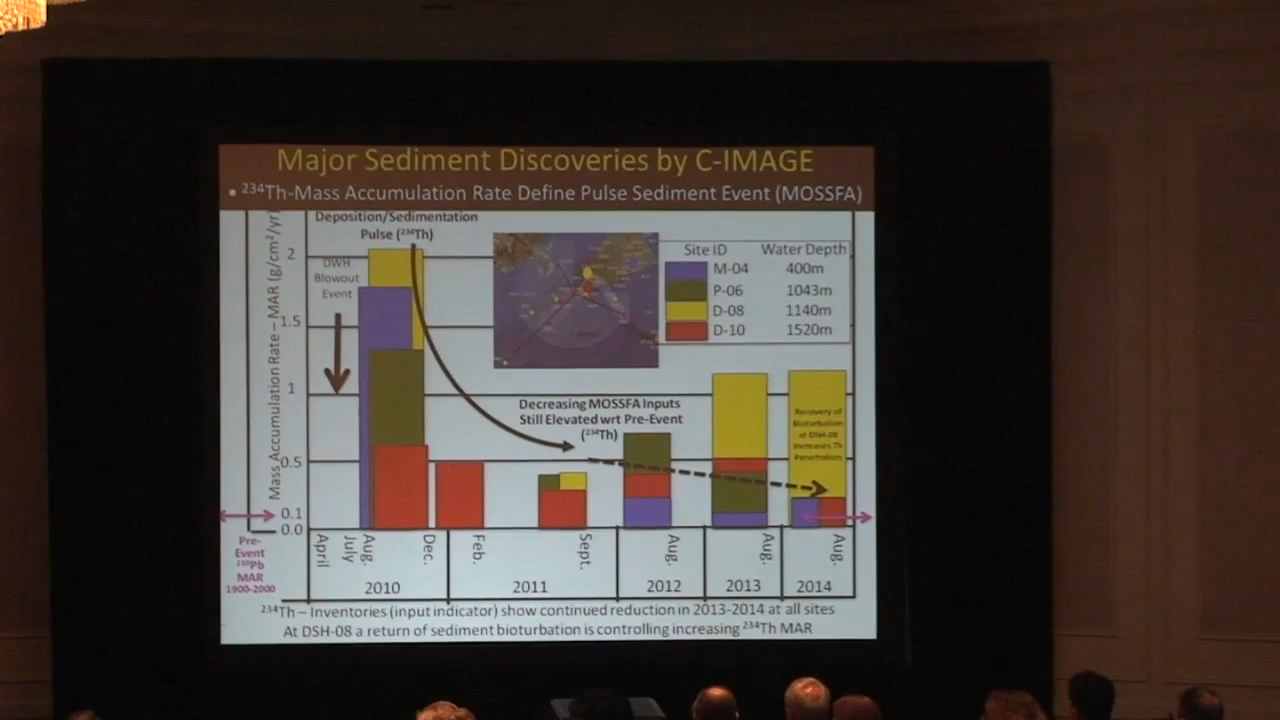 Major Sediment Discoveries by C-IMAGE
• ²³⁴Th-Mass Accumulation Rate Define Pulse Sediment Event (MOSSFA)
Mass Accumulation Rate – MAR (g/cm²/yr)
2
1.5
1
0.5
0.1
0.0
Deposition/Sedimentation
Pulse (²³⁴Th)
DWH
Blowout
Event
Site ID Water Depth
M-04 400m
P-06 1043m
D-08 1140m
D-10 1520m
Decreasing MOSSFA Inputs
Still Elevated wrt Pre-Event
(²³⁴Th)
Recovery of
Bioturbation
at DSH-08
Increases Th
Penetration
Pre-
Event
²¹⁰Pb
MAR
1900-2000
April
July
Aug.
Dec.
Feb.
Sept.
Aug.
Aug.
Aug.
2010
2011
2012
2013
2014
²³⁴Th – Inventories (input indicator) show continued reduction in 2013-2014 at all sites
At DSH-08 a return of sediment bioturbation is controlling increasing ²³⁴Th MAR